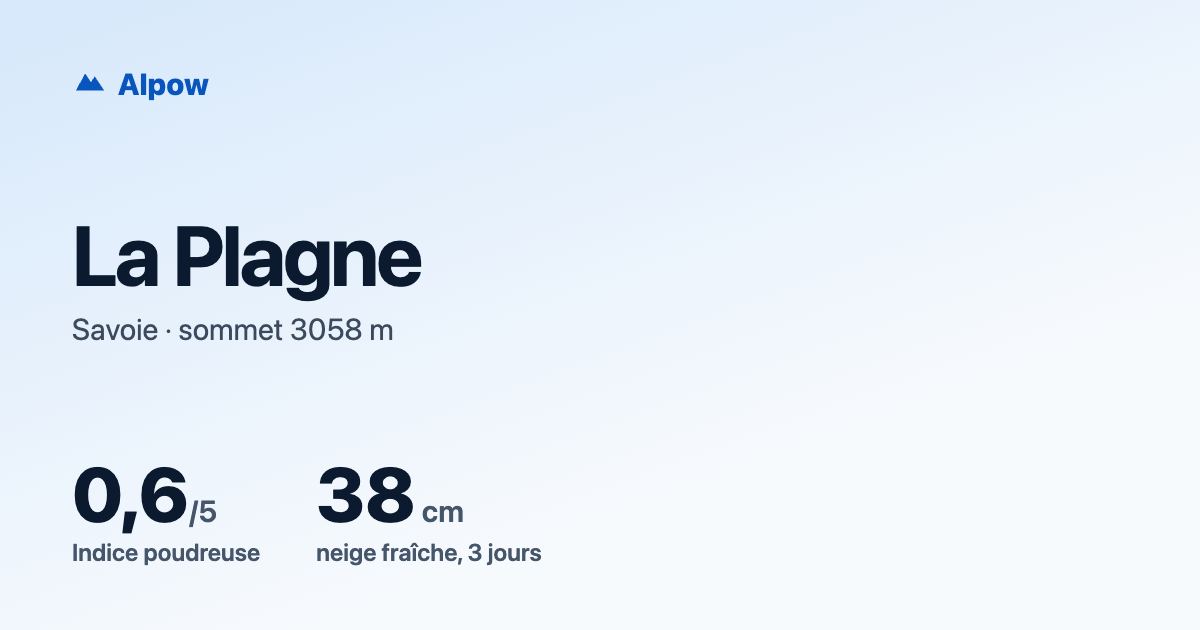 Alpow
La Plagne
Savoie · sommet 3058 m
0,6/5
Indice poudreuse
38 cm
neige fraîche, 3 jours